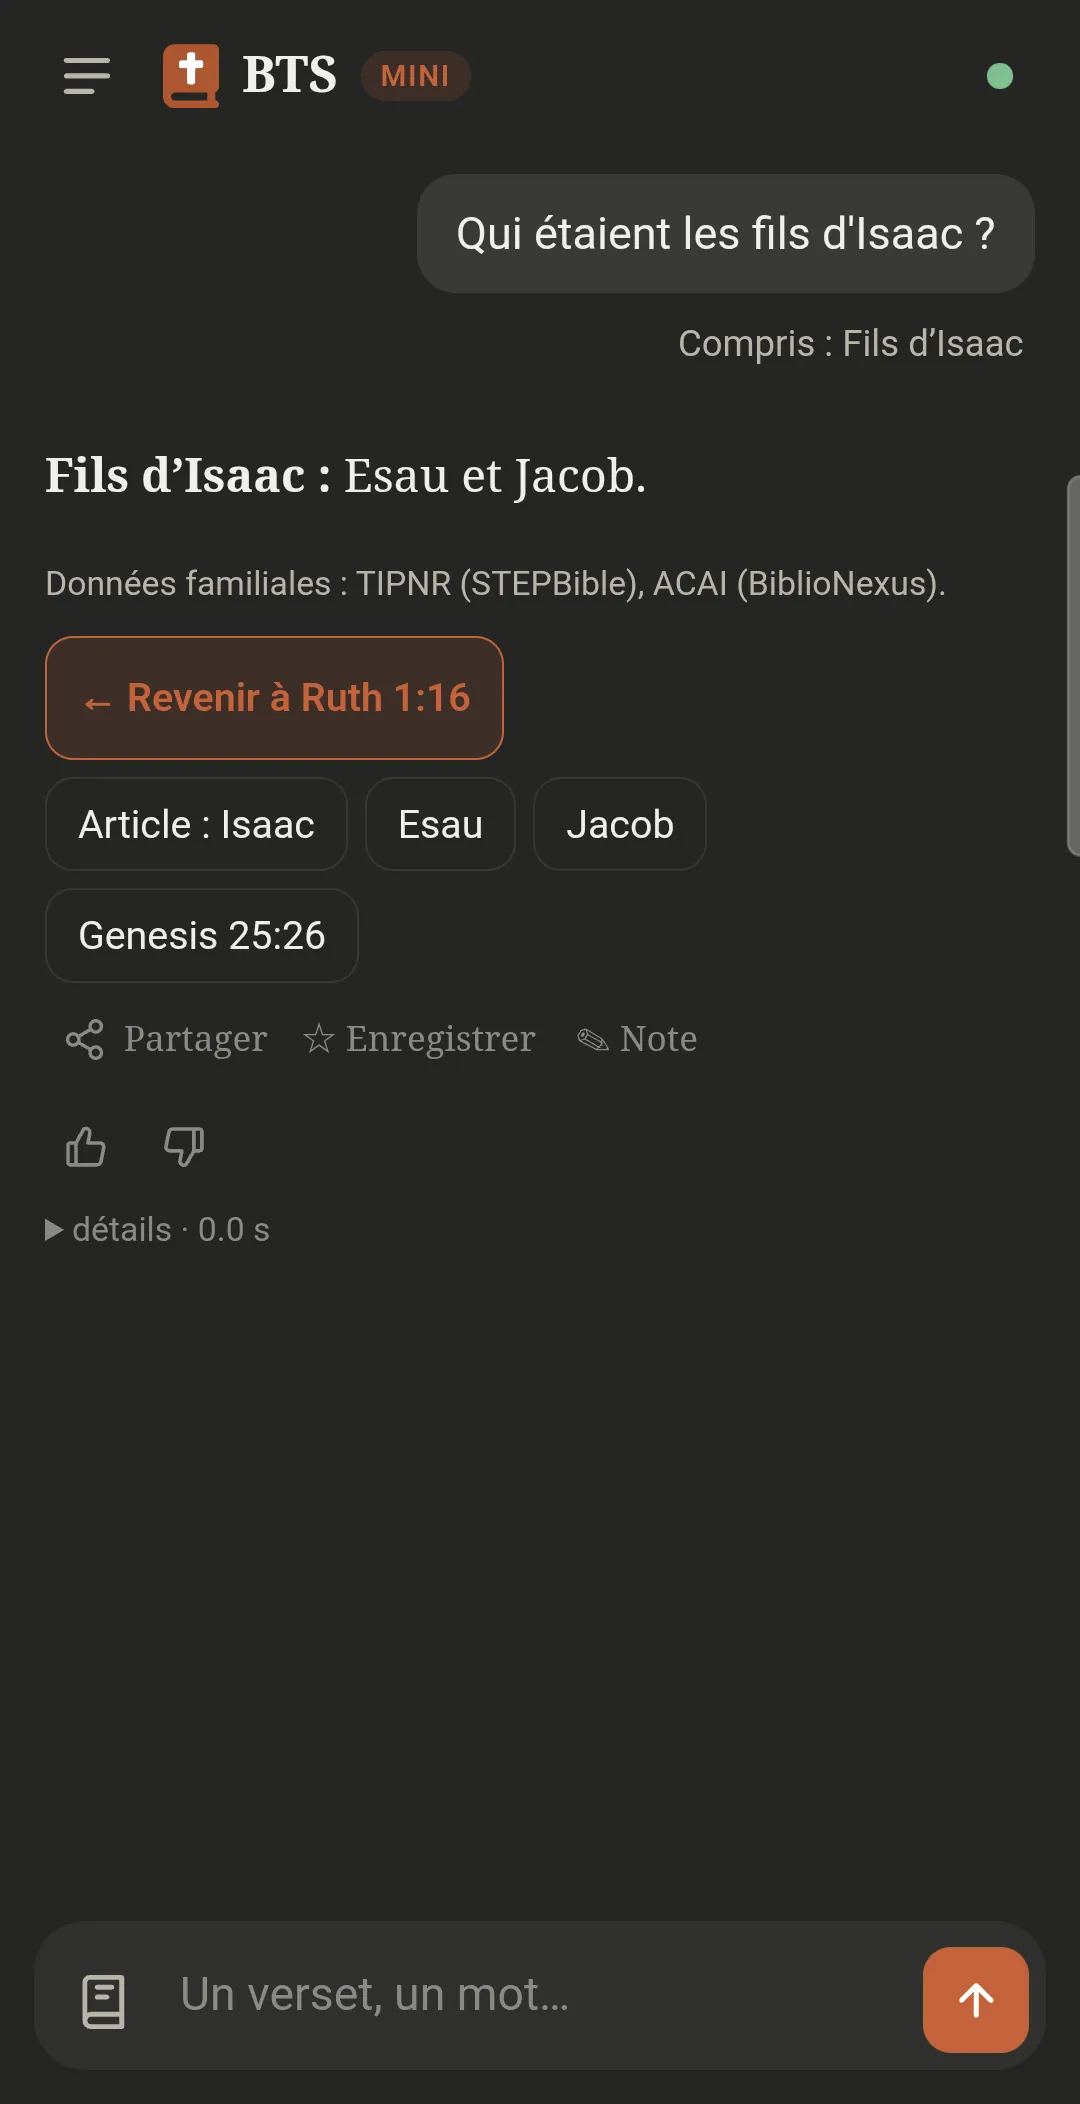 BTS MINI
Qui étaient les fils d'Isaac ?
Compris : Fils d’Isaac
Fils d’Isaac : Esau et Jacob.
Données familiales : TIPNR (STEPBible), ACAI (BiblioNexus).
← Revenir à Ruth 1:16
Article : Isaac Esau Jacob
Genesis 25:26
Partager ☆ Enregistrer ✎ Note
▶ détails · 0.0 s
Un verset, un mot…